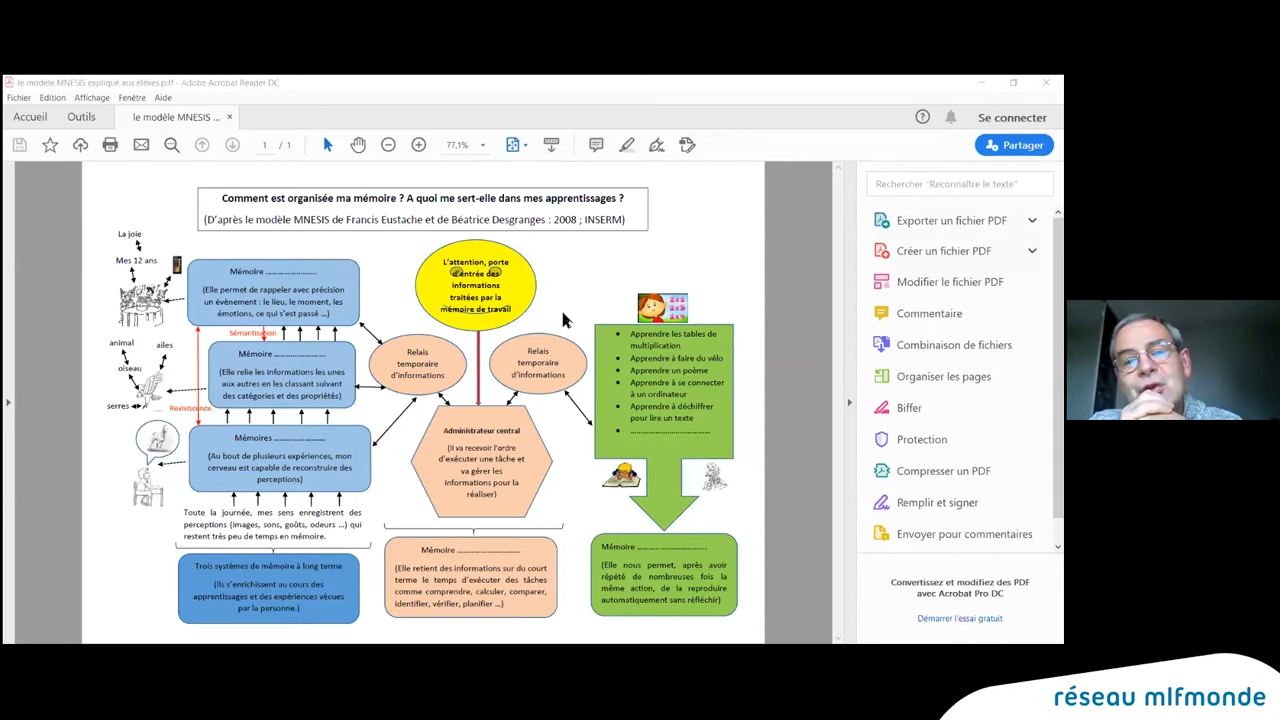 le modèle MNESIS expliqué aux élèves.pdf - Adobe Acrobat Reader DC
Fichier Edition Affichage Fenêtre Aide
Accueil Outils le modèle MNESIS ... × Se connecter
1 / 1 77,1% Partager
Comment est organisée ma mémoire ? A quoi me sert-elle dans mes apprentissages ?
(D'après le modèle MNESIS de Francis Eustache et de Béatrice Desgranges : 2008 ; INSERM)
La joie
Mes 12 ans
Mémoire ........................
(Elle permet de rappeler avec précision
un évènement : le lieu, le moment, les
émotions, ce qui s'est passé ...)
Sémantisation
animal
ailes
oiseau
serres
Mémoire ........................
(Elle relie les informations les unes
aux autres en les classant suivant
des catégories et des propriétés)
Reviviscence
Mémoires ........................
(Au bout de plusieurs expériences, mon
cerveau est capable de reconstruire des
perceptions)
Toute la journée, mes sens enregistrent des
perceptions (images, sons, goûts, odeurs ...) qui
restent très peu de temps en mémoire.
Trois systèmes de mémoire à long terme
(Ils s'enrichissent au cours des
apprentissages et des expériences vécues
par la personne.)
L'attention, porte
d'entrée des
informations
traitées par la
mémoire de travail
Relais
temporaire
d'informations
Relais
temporaire
d'informations
Administrateur central
(Il va recevoir l'ordre
d'exécuter une tâche et
va gérer les
informations pour la
réaliser)
Mémoire ........................
(Elle retient des informations sur du court
terme le temps d'exécuter des tâches
comme comprendre, calculer, comparer,
identifier, vérifier, planifier ...)
• Apprendre les tables de
multiplication
• Apprendre à faire du vélo
• Apprendre un poème
• Apprendre à se connecter
à un ordinateur
• Apprendre à déchiffrer
pour lire un texte
• ..............................
Mémoire ........................
(Elle nous permet, après avoir
répété de nombreuses fois la
même action, de la reproduire
automatiquement sans réfléchir)
Rechercher "Reconnaître le texte"
Exporter un fichier PDF
Créer un fichier PDF
Modifier le fichier PDF
Commentaire
Combinaison de fichiers
Organiser les pages
Biffer
Protection
Compresser un PDF
Remplir et signer
Envoyer pour commentaires
Convertissez et modifiez des PDF
avec Acrobat Pro DC
Démarrer l'essai gratuit
réseau mlfmonde